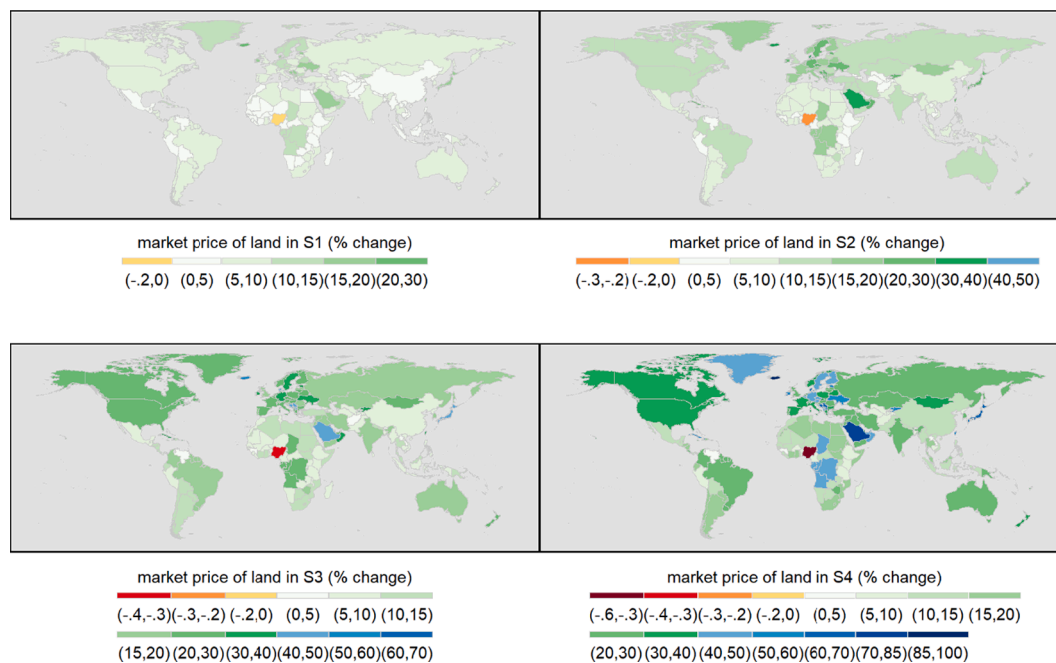 market price of land in S1 (% change)
(-.2,0) (0,5) (5,10) (10,15)(15,20)(20,30)
market price of land in S2 (% change)
(-.3,-.2) (-.2,0) (0,5) (5,10) (10,15)(15,20)(20,30)(30,40)(40,50)
market price of land in S3 (% change)
(-.4,-.3)(-.3,-.2) (-.2,0) (0,5) (5,10) (10,15)
(15,20)(20,30)(30,40)(40,50)(50,60)(60,70)
market price of land in S4 (% change)
(-.6,-.3)(-.4,-.3)(-.3,-.2) (-.2,0) (0,5) (5,10) (10,15)(15,20)
(20,30)(30,40)(40,50)(50,60)(60,70)(70,85)(85,100)